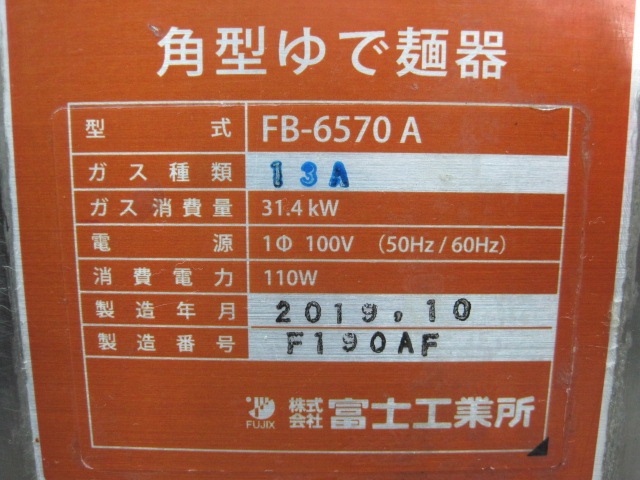 角型ゆで麺器
型式 FB-6570 A
ガス種類 13A
ガス消費量 31.4 kW
電源 1Φ 100V (50Hz / 60Hz)
消費電力 110W
製造年月 2019,10
製造番号 F190AF
FUJIX 株式会社 富士工業所